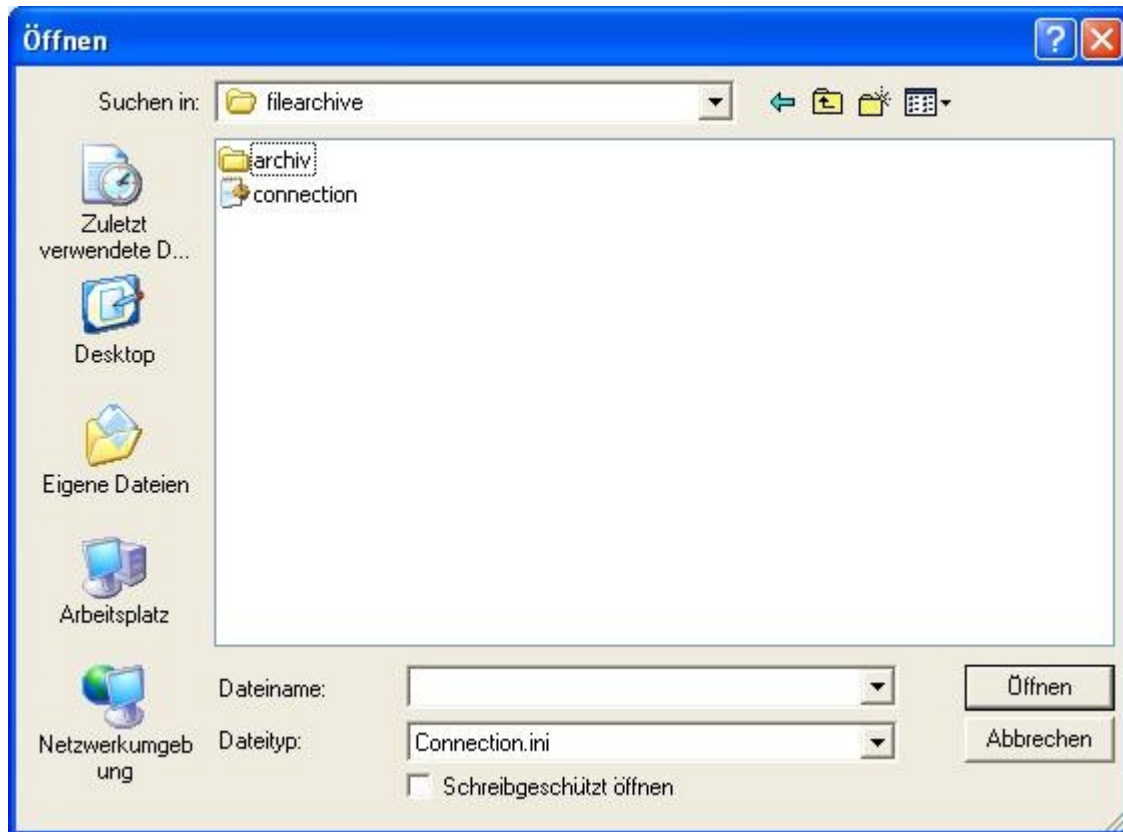 Öffnen
Suchen in:
filearchive
archiv
connection
Zuletzt
verwendete D...
Desktop
Eigene Dateien
Arbeitsplatz
Netzwerkumgeb
ung
Dateiname:
Öffnen
Dateityp:
Connection.ini
Abbrechen
Schreibgeschützt öffnen